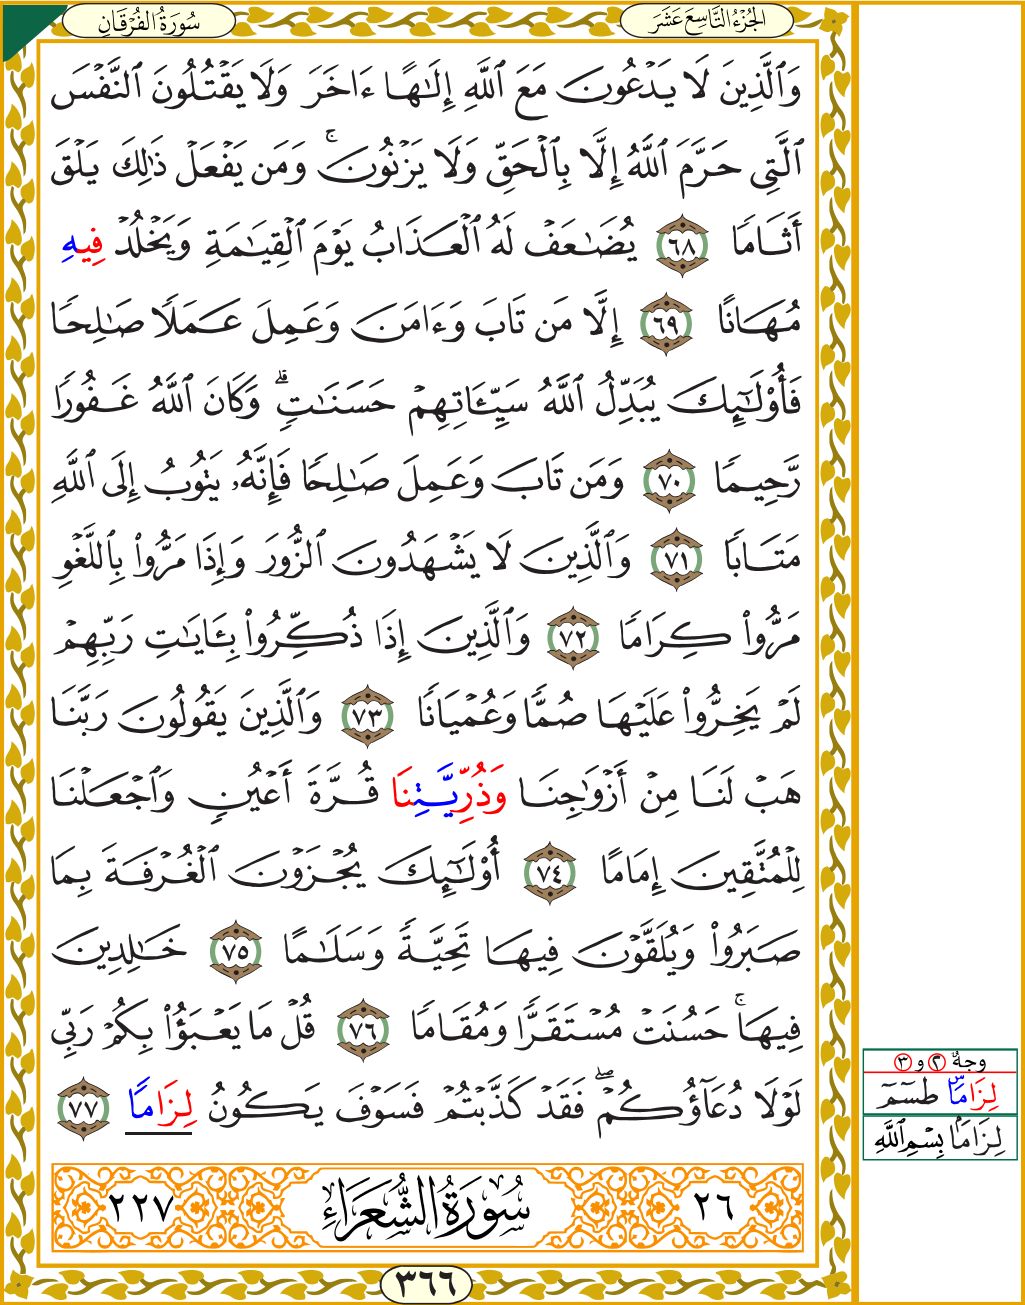 الجُزْءُ التَّاسِعَ عَشَرَ
سُورَةُ الفُرْقَانِ
وَٱلَّذِينَ لَا يَدْعُونَ مَعَ ٱللَّهِ إِلَٰهًا ءَاخَرَ وَلَا يَقْتُلُونَ ٱلنَّفْسَ
ٱلَّتِى حَرَّمَ ٱللَّهُ إِلَّا بِٱلْحَقِّ وَلَا يَزْنُونَ ۚ وَمَن يَفْعَلْ ذَٰلِكَ يَلْقَ
أَثَامًا ٦٨ يُضَٰعَفْ لَهُ ٱلْعَذَابُ يَوْمَ ٱلْقِيَٰمَةِ وَيَخْلُدْ فِيهِ
مُهَانًا ٦٩ إِلَّا مَن تَابَ وَءَامَنَ وَعَمِلَ عَمَلًا صَٰلِحًا
فَأُوْلَٰٓئِكَ يُبَدِّلُ ٱللَّهُ سَيِّـَٔاتِهِمْ حَسَنَٰتٍ ۗ وَكَانَ ٱللَّهُ غَفُورًا
رَّحِيمًا ٧٠ وَمَن تَابَ وَعَمِلَ صَٰلِحًا فَإِنَّهُۥ يَتُوبُ إِلَى ٱللَّهِ
مَتَابًا ٧١ وَٱلَّذِينَ لَا يَشْهَدُونَ ٱلزُّورَ وَإِذَا مَرُّواْ بِٱللَّغْوِ
مَرُّواْ كِرَامًا ٧٢ وَٱلَّذِينَ إِذَا ذُكِّرُواْ بِـَٔايَٰتِ رَبِّهِمْ
لَمْ يَخِرُّواْ عَلَيْهَا صُمًّا وَعُمْيَانًا ٧٣ وَٱلَّذِينَ يَقُولُونَ رَبَّنَا
هَبْ لَنَا مِنْ أَزْوَٰجِنَا وَذُرِّيَّتِنَا قُرَّةَ أَعْيُنٍ وَٱجْعَلْنَا
لِلْمُتَّقِينَ إِمَامًا ٧٤ أُوْلَٰٓئِكَ يُجْزَوْنَ ٱلْغُرْفَةَ بِمَا
صَبَرُواْ وَيُلَقَّوْنَ فِيهَا تَحِيَّةً وَسَلَٰمًا ٧٥ خَٰلِدِينَ
فِيهَا ۚ حَسُنَتْ مُسْتَقَرًّا وَمُقَامًا ٧٦ قُلْ مَا يَعْبَؤُاْ بِكُمْ رَبِّى
لَوْلَا دُعَآؤُكُمْ ۖ فَقَدْ كَذَّبْتُمْ فَسَوْفَ يَكُونُ لِزَامًا ٧٧
وجهٌ ٢ و ٣
لِزَامًا س طسٓمٓ
لِزَامًا بِسْمِ ٱللَّهِ
٢٦ سُورَةُ الشُّعَرَاءِ ٢٢٧
٣٦٦